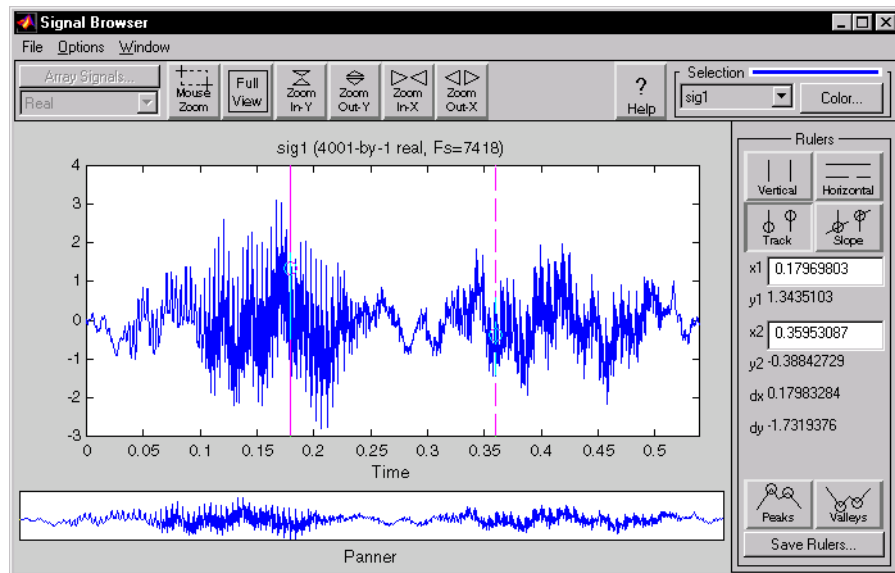 Signal Browser
File Options Window
Array Signals...
Real
Mouse Zoom
Full View
Zoom In-Y
Zoom Out-Y
Zoom In-X
Zoom Out-X
?
Help
Selection
sig1
Color...
sig1 (4001-by-1 real, Fs=7418)
4
3
2
1
0
-1
-2
-3
0 0.05 0.1 0.15 0.2 0.25 0.3 0.35 0.4 0.45 0.5
Time
Panner
Rulers
Vertical
Horizontal
Track
Slope
x1 0.17969803
y1 1.3435103
x2 0.35953087
y2 -0.38842729
dx 0.17983284
dy -1.7319376
Peaks
Valleys
Save Rulers...